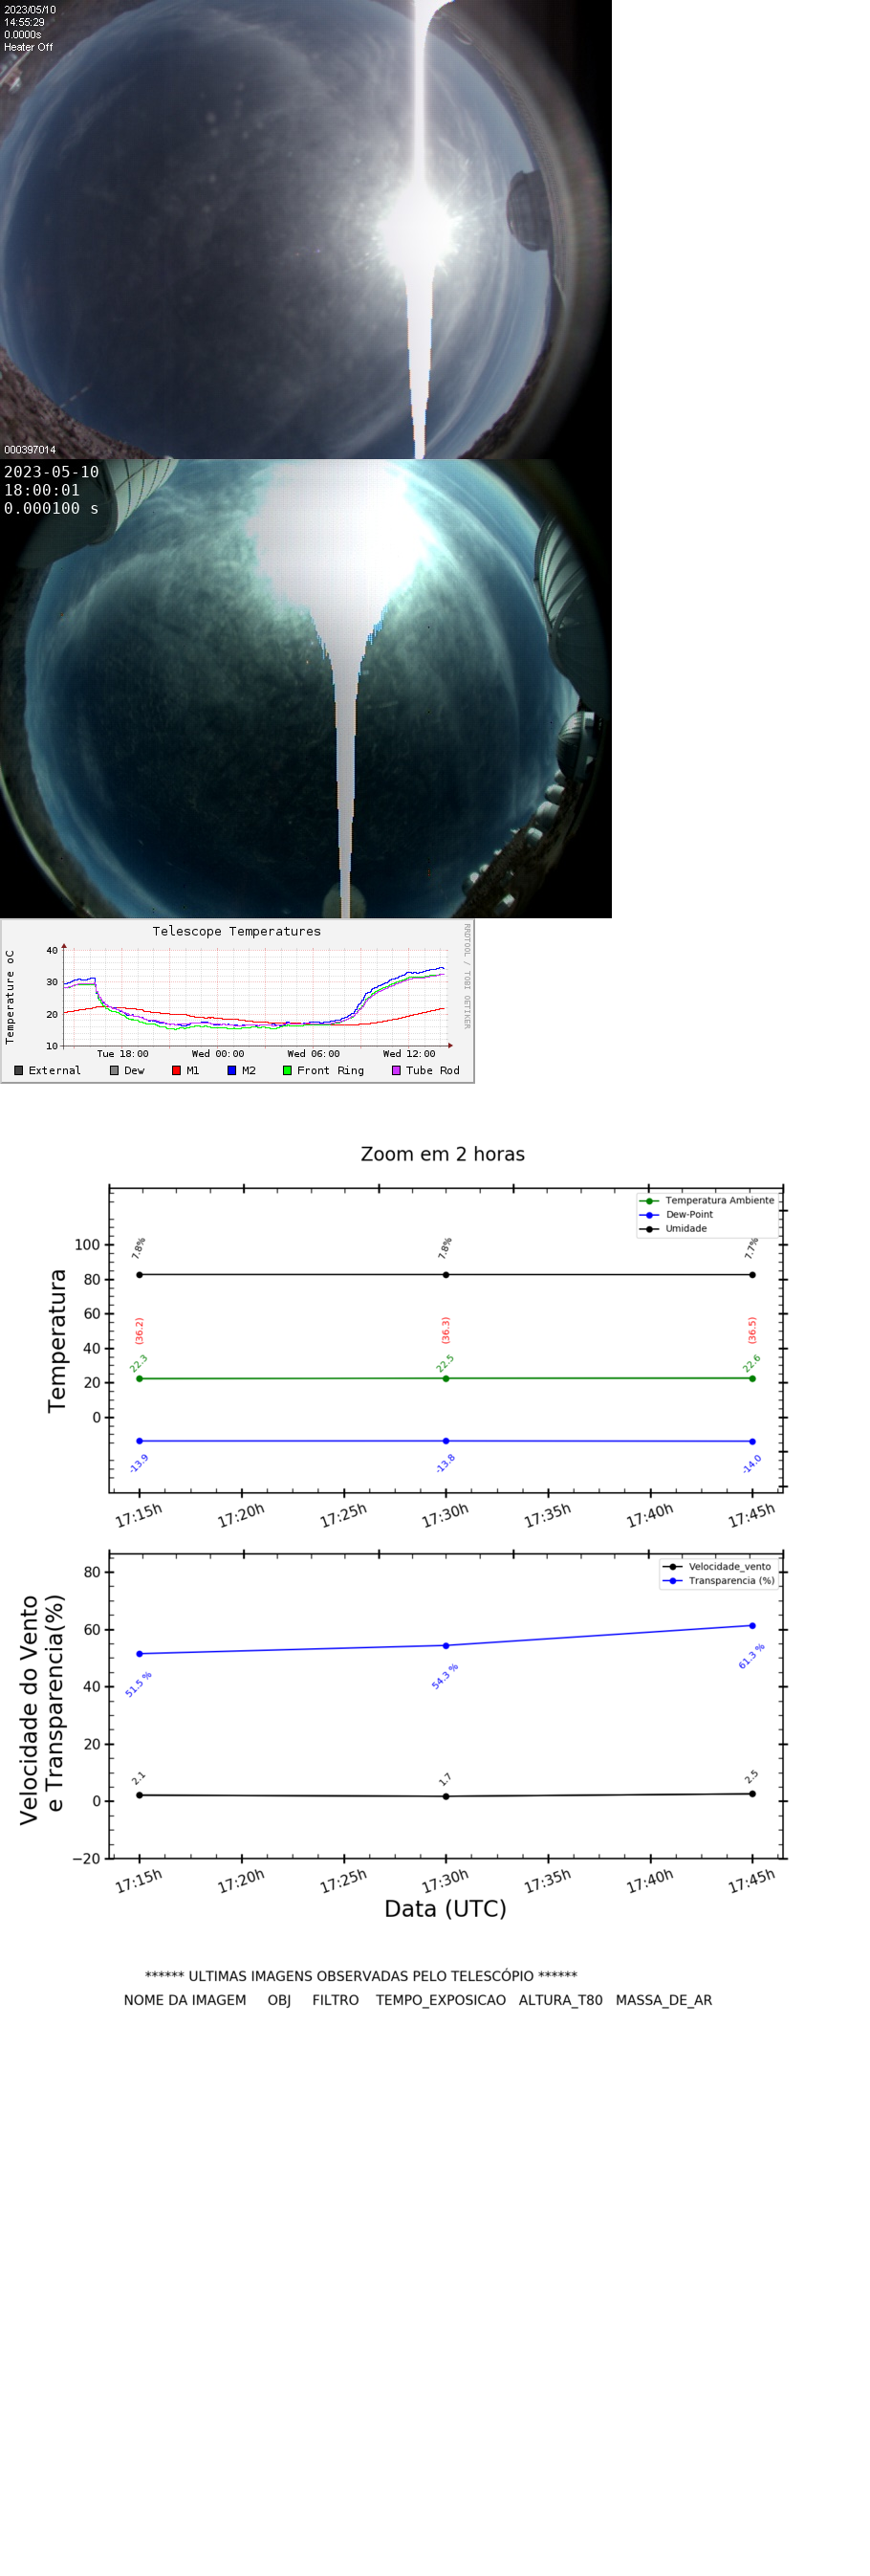 2023/05/10
14:55:29
0.0000s
Heater Off
000397014
2023-05-10
18:00:01
0.000100 s
Telescope Temperatures
RRDTOOL / TOBI OETIKER
Temperature oC
40
30
20
10
Tue 18:00 Wed 00:00 Wed 06:00 Wed 12:00
External Dew M1 M2 Front Ring Tube Rod
Zoom em 2 horas
Temperatura Ambiente
Dew-Point
Umidade
Temperatura
100
80
60
40
20
0
7.8% 7.8% 7.7%
(36.2) (36.3) (36.5)
22.3 22.5 22.6
-13.9 -13.8 -14.0
17:15h 17:20h 17:25h 17:30h 17:35h 17:40h 17:45h
Velocidade_vento
Transparencia (%)
Velocidade do Vento
e Transparencia(%)
80
60
40
20
0
−20
51.5 % 54.3 % 61.3 %
2.1 1.7 2.5
17:15h 17:20h 17:25h 17:30h 17:35h 17:40h 17:45h
Data (UTC)
****** ULTIMAS IMAGENS OBSERVADAS PELO TELESCÓPIO ******
NOME DA IMAGEM OBJ FILTRO TEMPO_EXPOSICAO ALTURA_T80 MASSA_DE_AR